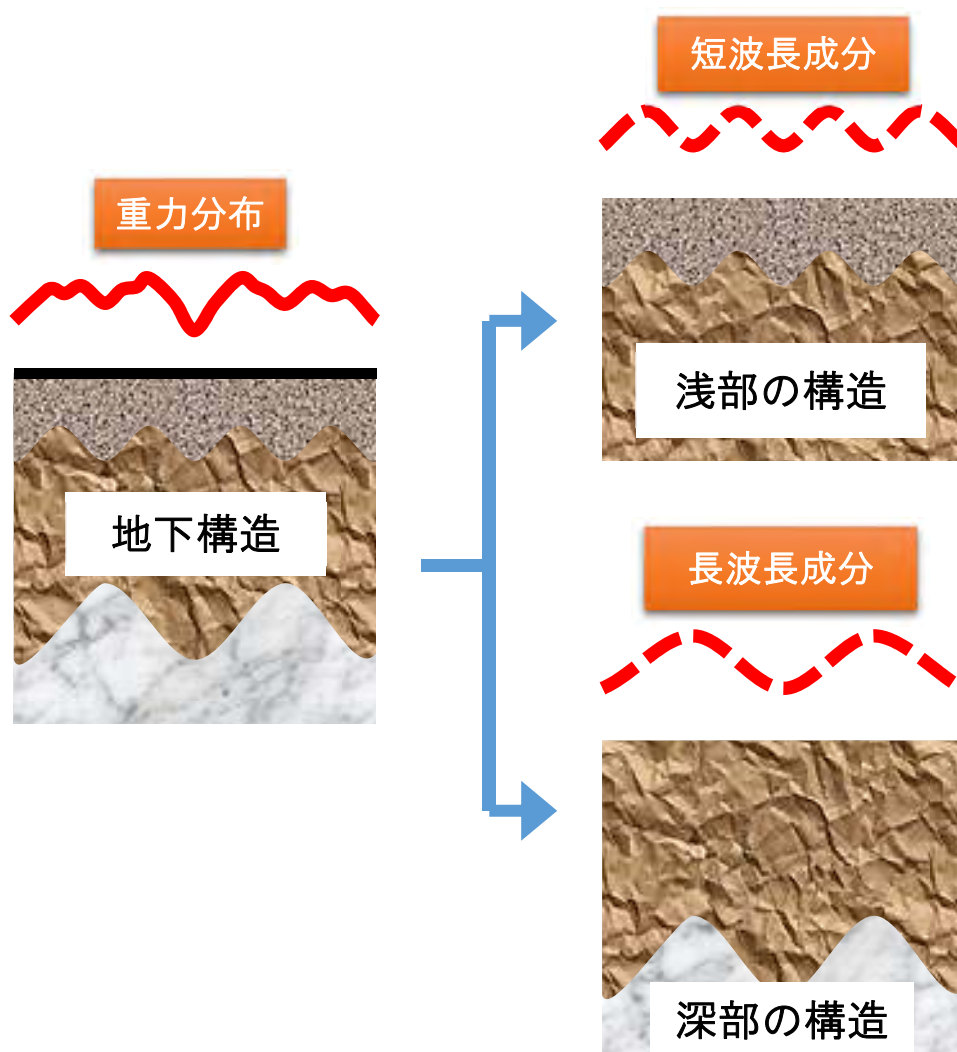 重力分布
地下構造
短波長成分
浅部の構造
長波長成分
深部の構造